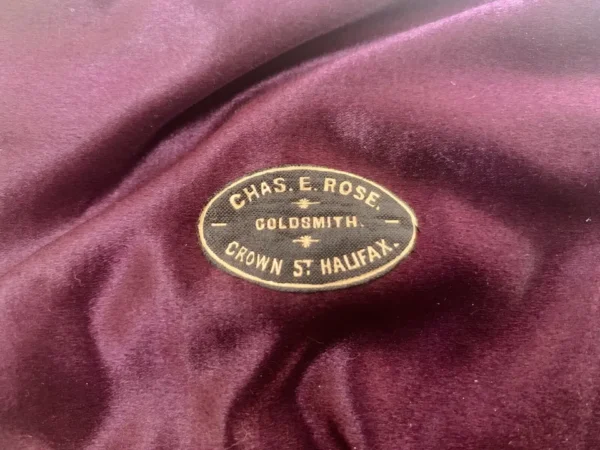 CHAS. E. ROSE.
GOLDSMITH.
CROWN ST. HALIFAX.